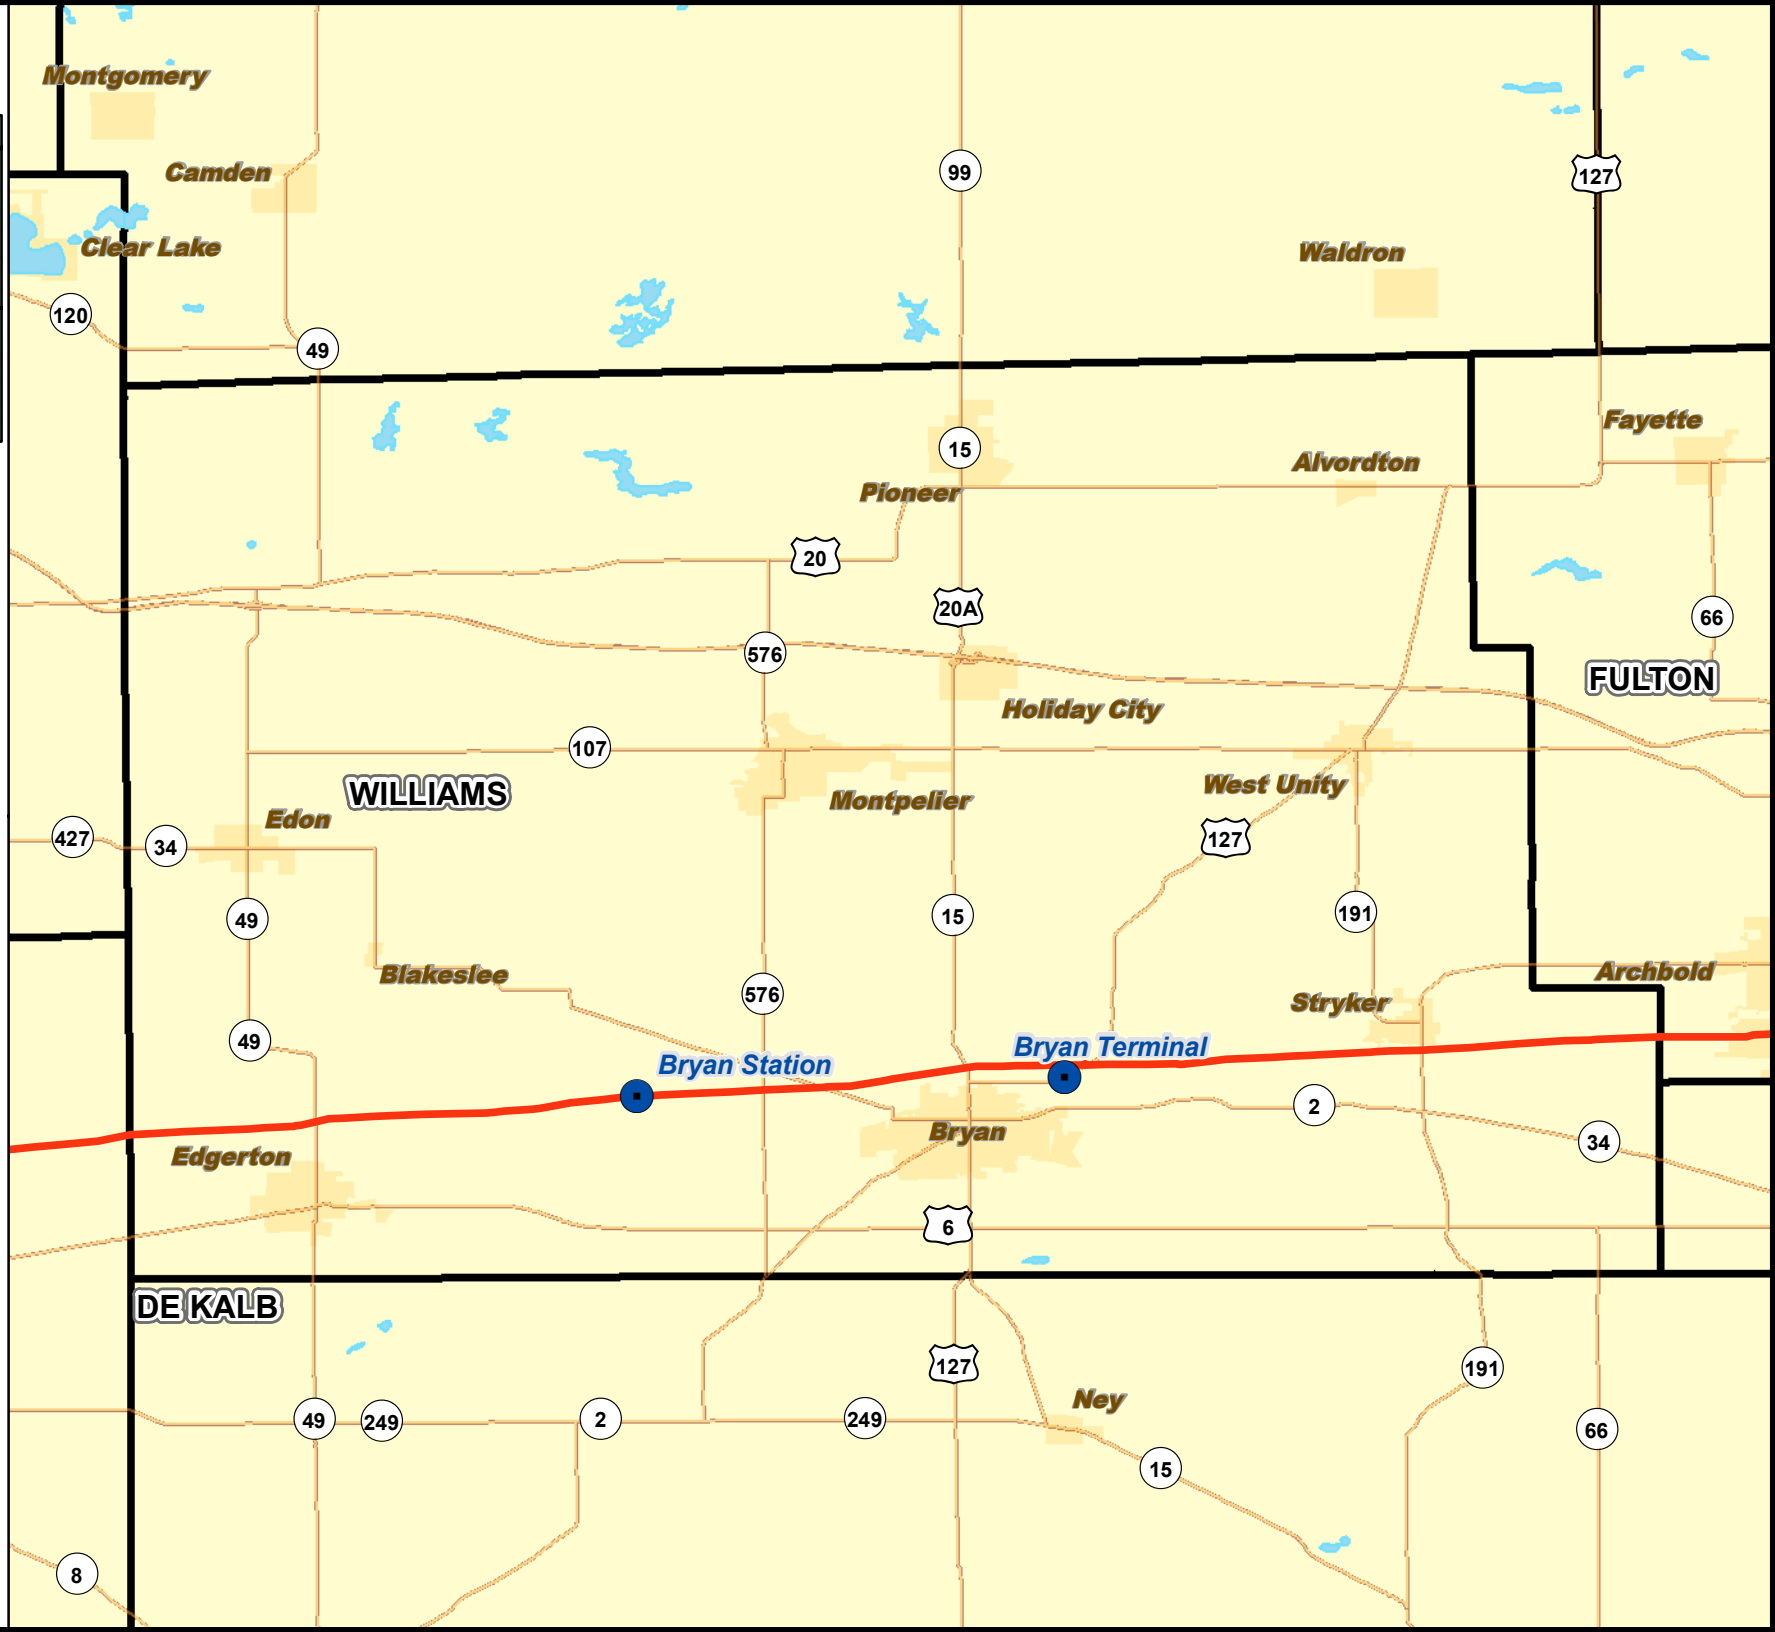 Montgomery
Camden
99
127
Clear Lake
Waldron
120
49
Fayette
15
Alvordton
Pioneer
20
20A
66
576
FULTON
Holiday City
107
WILLIAMS
West Unity
Montpelier
Edon
427
34
127
49
15
191
Blakeslee
Archbold
576
Stryker
49
Bryan Terminal
Bryan Station
2
Bryan
34
Edgerton
6
DE KALB
127
191
Ney
49
249
2
249
66
15
8